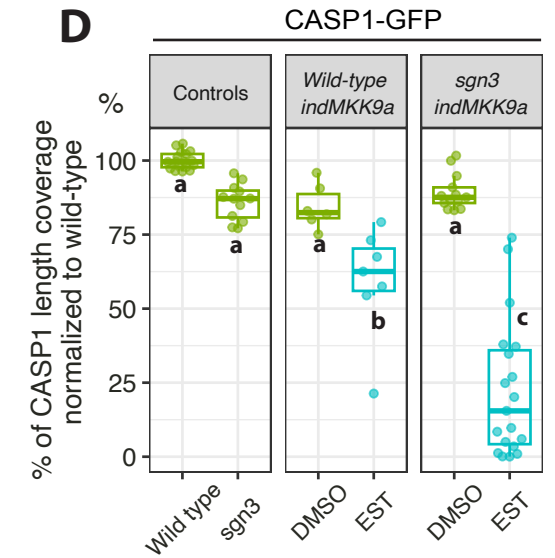 D
CASP1-GFP
Controls
Wild-type
indMKK9a
sgn3
indMKK9a
%
% of CASP1 length coverage
normalized to wild-type
100
75
50
25
0
a
a
a
b
a
c
Wild type
sgn3
DMSO
EST
DMSO
EST